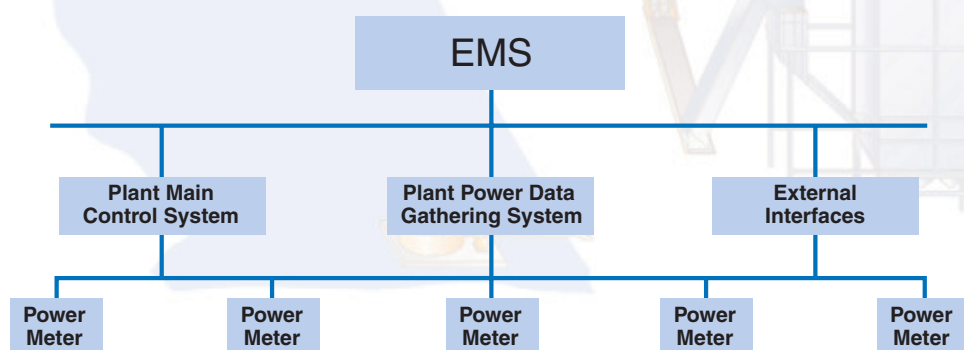 EMS
Plant Main
Control System
Plant Power Data
Gathering System
External
Interfaces
Power
Meter
Power
Meter
Power
Meter
Power
Meter
Power
Meter